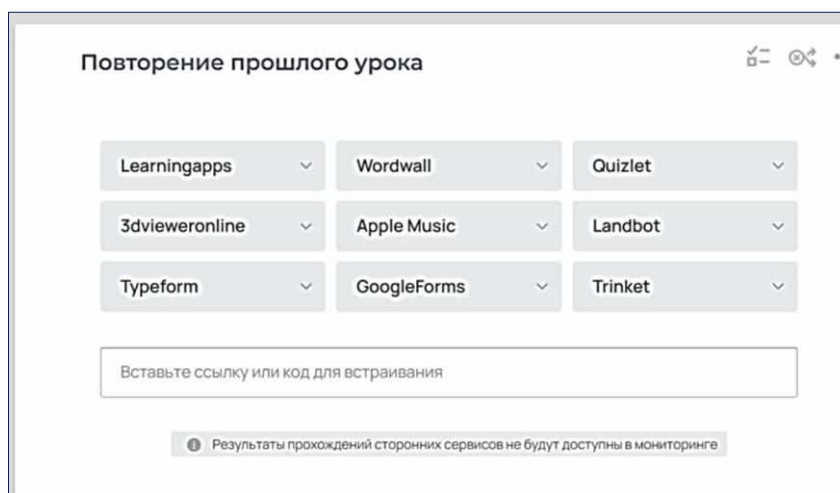 Повторение прошлого урока
Learningapps Wordwall Quizlet
3dvieweronline Apple Music Landbot
Typeform GoogleForms Trinket
Вставьте ссылку или код для встраивания
Результаты прохождений сторонних сервисов не будут доступны в мониторинге